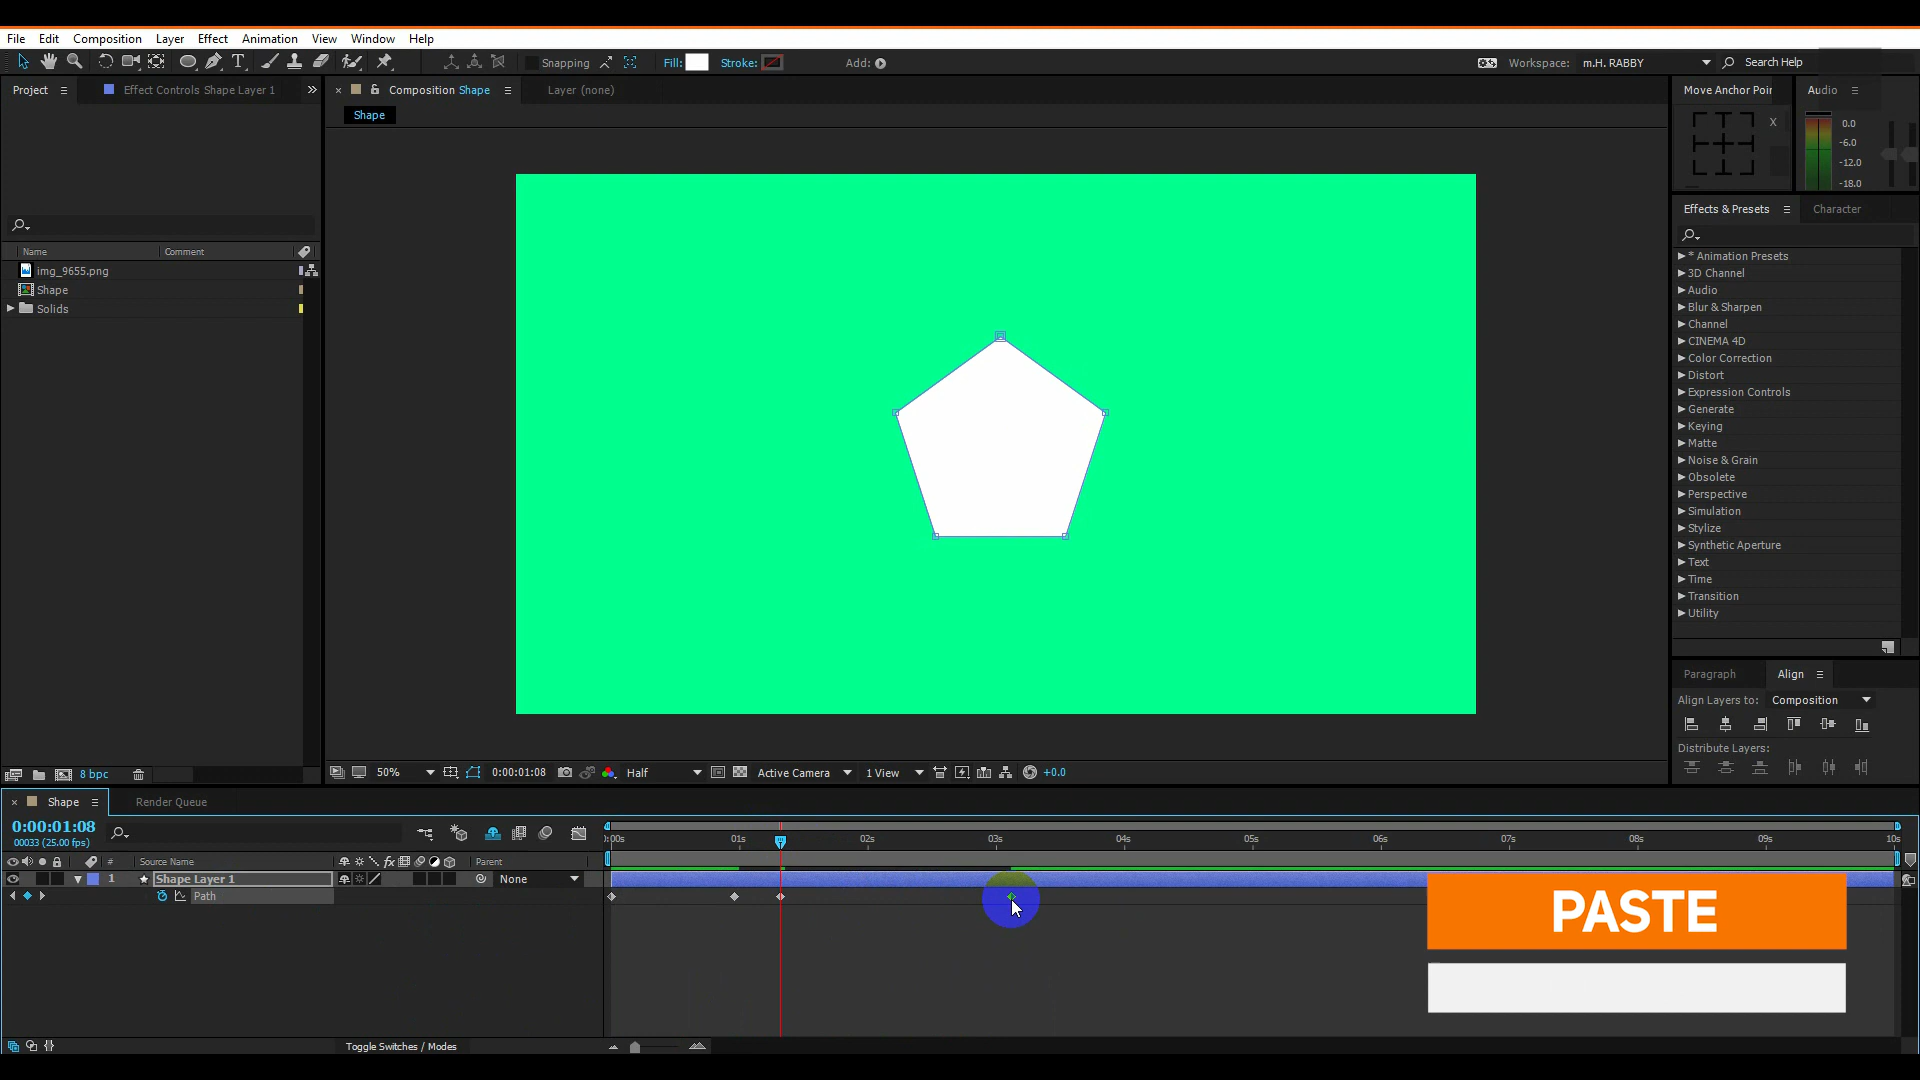 File Edit Composition Layer Effect Animation View Window Help
Snapping Fill: Stroke: Add: Workspace: m.H. RABBY Search Help
Project Effect Controls Shape Layer 1 Composition Shape Layer (none) Move Anchor Poir Audio
Shape
X
0.0
-6.0
-12.0
-18.0
Effects & Presets Character
Name Comment
img_9655.png
Shape
Solids
* Animation Presets
3D Channel
Audio
Blur & Sharpen
Channel
CINEMA 4D
Color Correction
Distort
Expression Controls
Generate
Keying
Matte
Noise & Grain
Obsolete
Perspective
Simulation
Stylize
Synthetic Aperture
Text
Time
Transition
Utility
Paragraph Align
Align Layers to: Composition
Distribute Layers:
8 bpc 50% 0:00:01:08 Half Active Camera 1 View +0.0
Shape Render Queue
0:00:01:08
00033 (25.00 fps)
:00s 01s 02s 03s 04s 05s 06s 07s 08s 09s 10s
# Source Name fx Parent
1 Shape Layer 1 None
Path
PASTE
Toggle Switches / Modes